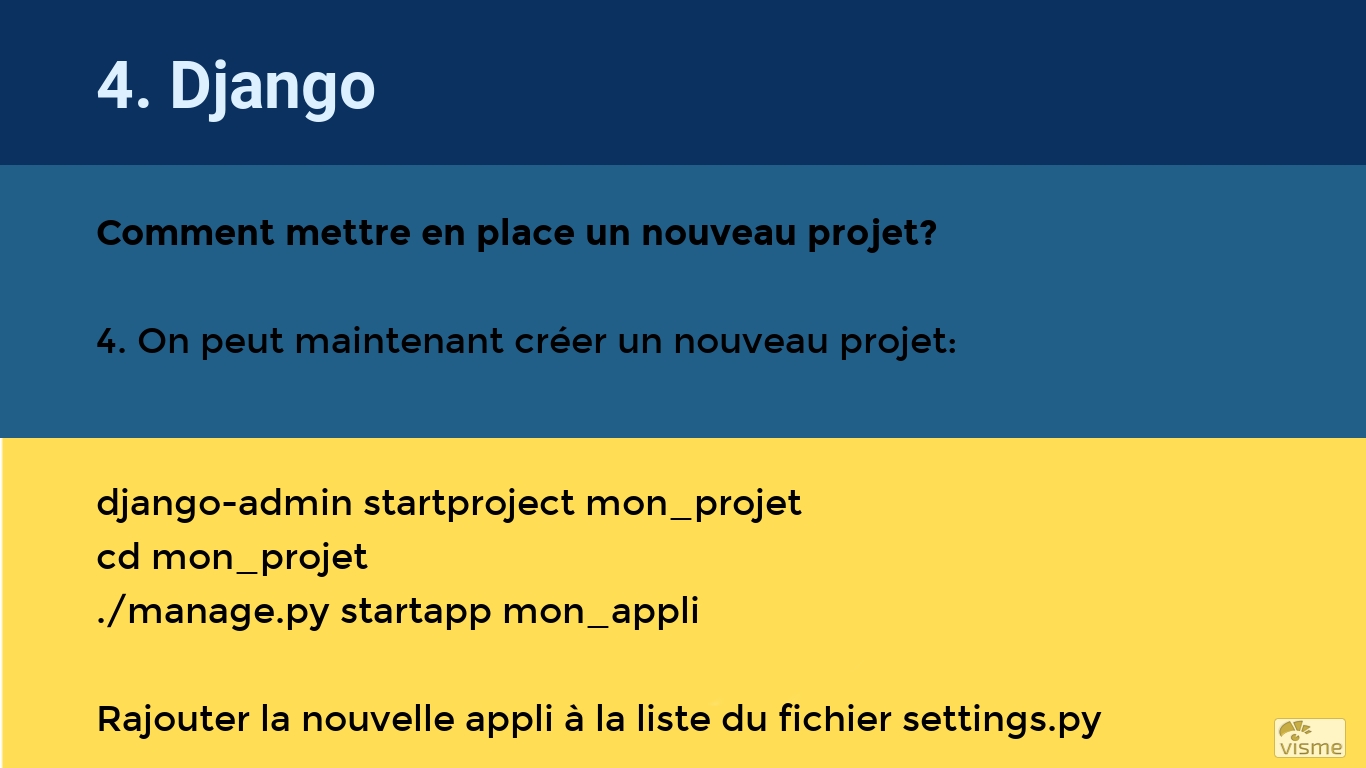 4. Django
Comment mettre en place un nouveau projet?
4. On peut maintenant créer un nouveau projet:
django-admin startproject mon_projet
cd mon_projet
./manage.py startapp mon_appli
Rajouter la nouvelle appli à la liste du fichier settings.py
visme